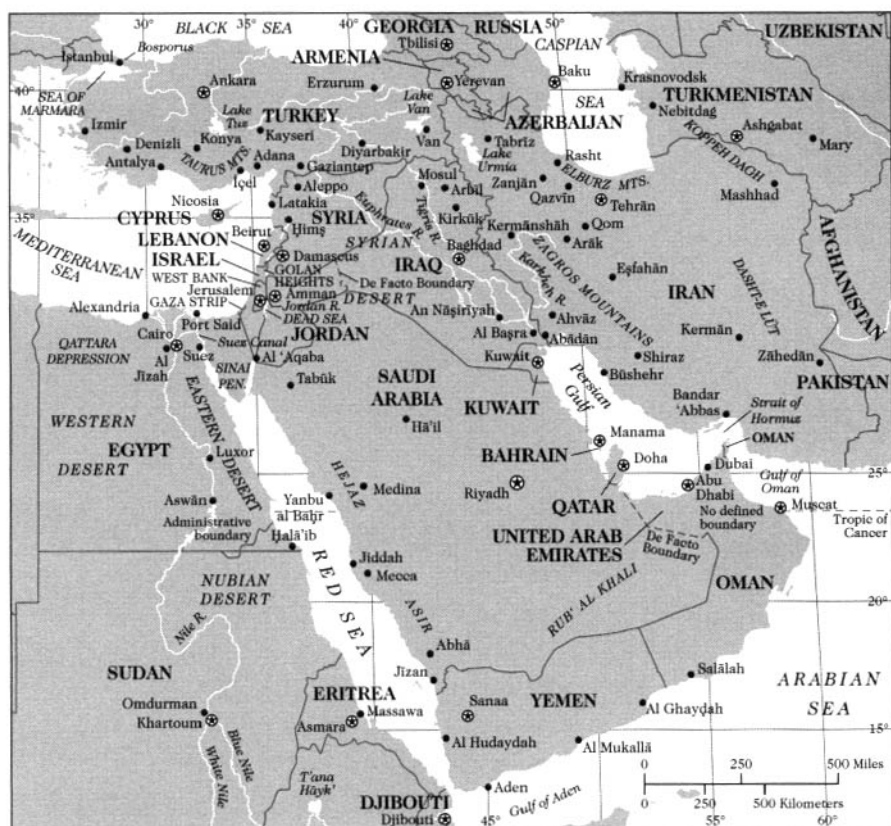 30°
35°
40°
50°
BLACK SEA
GEORGIA
RUSSIA
Tbilisi
CASPIAN
SEA
UZBEKISTAN
İstanbul
Bosporus
ARMENIA
Ankara
Erzurum
Yerevan
Baku
Krasnovodsk
40°
SEA OF
MARMARA
Lake
Tuz
TURKEY
Lake
Van
AZERBAIJAN
TURKMENISTAN
Nebitdag
Izmir
Konya
Kayseri
Van
Tabrīz
KOPPEH DAGH
Ashgabat
Mary
Denizli
TAURUS MTS.
Adana
Diyarbakir
Lake
Urmia
Rasht
Antalya
Gaziantep
Mosul
Zanjān
ELBURZ MTS.
İçel
Aleppo
Arbīl
Qazvīn
Tehrān
Mashhad
Nicosia
Latakia
Euphrates R.
Tigris R.
Kirkūk
35°
CYPRUS
SYRIA
Kermānshāh
Qom
Beirut
Ḥimṣ
Arāk
AFGHANISTAN
MEDITERRANEAN
SEA
LEBANON
SYRIAN
DESERT
Baghdad
ZAGROS MOUNTAINS
ISRAEL
Damascus
IRAQ
Karkheh R.
Eşfahān
DASHT-E LŪT
WEST BANK
GOLAN
HEIGHTS
De Facto Boundary
IRAN
Jerusalem
Amman
Alexandria
GAZA STRIP
Jordan R.
DEAD SEA
An Nāşirīyah
Ahvāz
Port Said
Al Başra
Abādān
Kermān
Cairo
Suez Canal
JORDAN
QATTARA
DEPRESSION
Al
Jīzah
Suez
Al ‘Aqaba
Kuwait
Shiraz
Zāhedān
SINAI
PEN.
Tabūk
SAUDI
ARABIA
Persian
Gulf
Būshehr
PAKISTAN
WESTERN
DESERT
EASTERN
DESERT
KUWAIT
Bandar
‘Abbas
Strait of
Hormuz
Hā’il
OMAN
EGYPT
Luxor
BAHRAIN
Manama
HEJAZ
Doha
Dubai
Gulf of
Oman
25°
Medina
Riyadh
Abu
Dhabi
Aswân
Yanbu
al Baḥr
QATAR
Muscat
Administrative
boundary
No defined
boundary
Tropic of
Cancer
Ḥalā’ib
UNITED ARAB
EMIRATES
De Facto
Boundary
RED SEA
Jiddah
Mecca
NUBIAN
DESERT
OMAN
RUB‘ AL KHALI
20°
Nile R.
ASIR
Abhā
SUDAN
Jīzan
Salālah
ARABIAN
SEA
ERITREA
Sanaa
YEMEN
Omdurman
Khartoum
Massawa
Al Ghayḍah
Asmara
15°
Al Hudaydah
Al Mukallā
Blue Nile
White Nile
T’ana
Hāyk’
0
250
500 Miles
Aden
DJIBOUTI
Djibouti
Gulf of Aden
0
250
500 Kilometers
45°
55°
60°